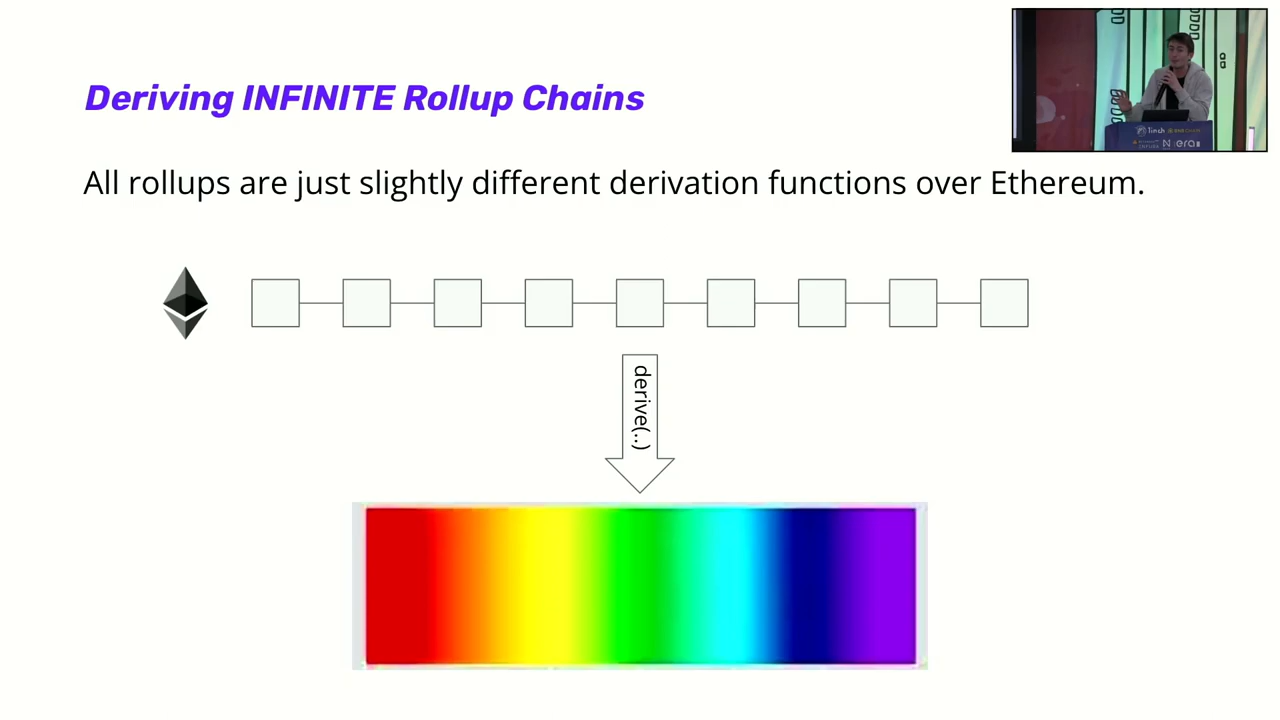 Deriving INFINITE Rollup Chains
All rollups are just slightly different derivation functions over Ethereum.
derive(..)